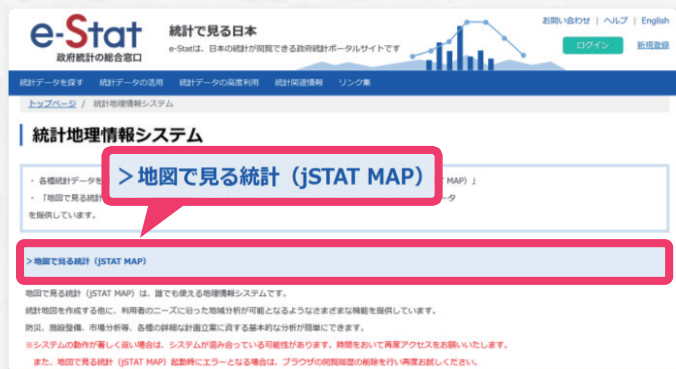 お問い合わせ | ヘルプ | English
e-Stat
政府統計の総合窓口
統計で見る日本
e-Statは、日本の統計が閲覧できる政府統計ポータルサイトです
ログイン
新規登録
統計データを探す 統計データの活用 統計データの高度利用 統計関連情報 リンク集
トップページ / 統計地理情報システム
統計地理情報システム
・ 各種統計データを
MAP）」
＞地図で見る統計（jSTAT MAP）
・ 「地図で見る統計
ータ
を提供しています。
＞地図で見る統計（jSTAT MAP）
地図で見る統計（jSTAT MAP）は、誰でも使える地理情報システムです。
統計地図を作成する他に、利用者のニーズに沿った地域分析が可能となるようなさまざまな機能を提供しています。
防災、施設整備、市場分析等、各種の詳細な計画立案に資する基本的な分析が簡単にできます。
※システムの動作が著しく遅い場合は、システムが混み合っている可能性があります。時間をおいて再度アクセスをお願いいたします。
また、地図で見る統計（jSTAT MAP）起動時にエラーとなる場合は、ブラウザの閲覧履歴の削除を行い再度お試しください。